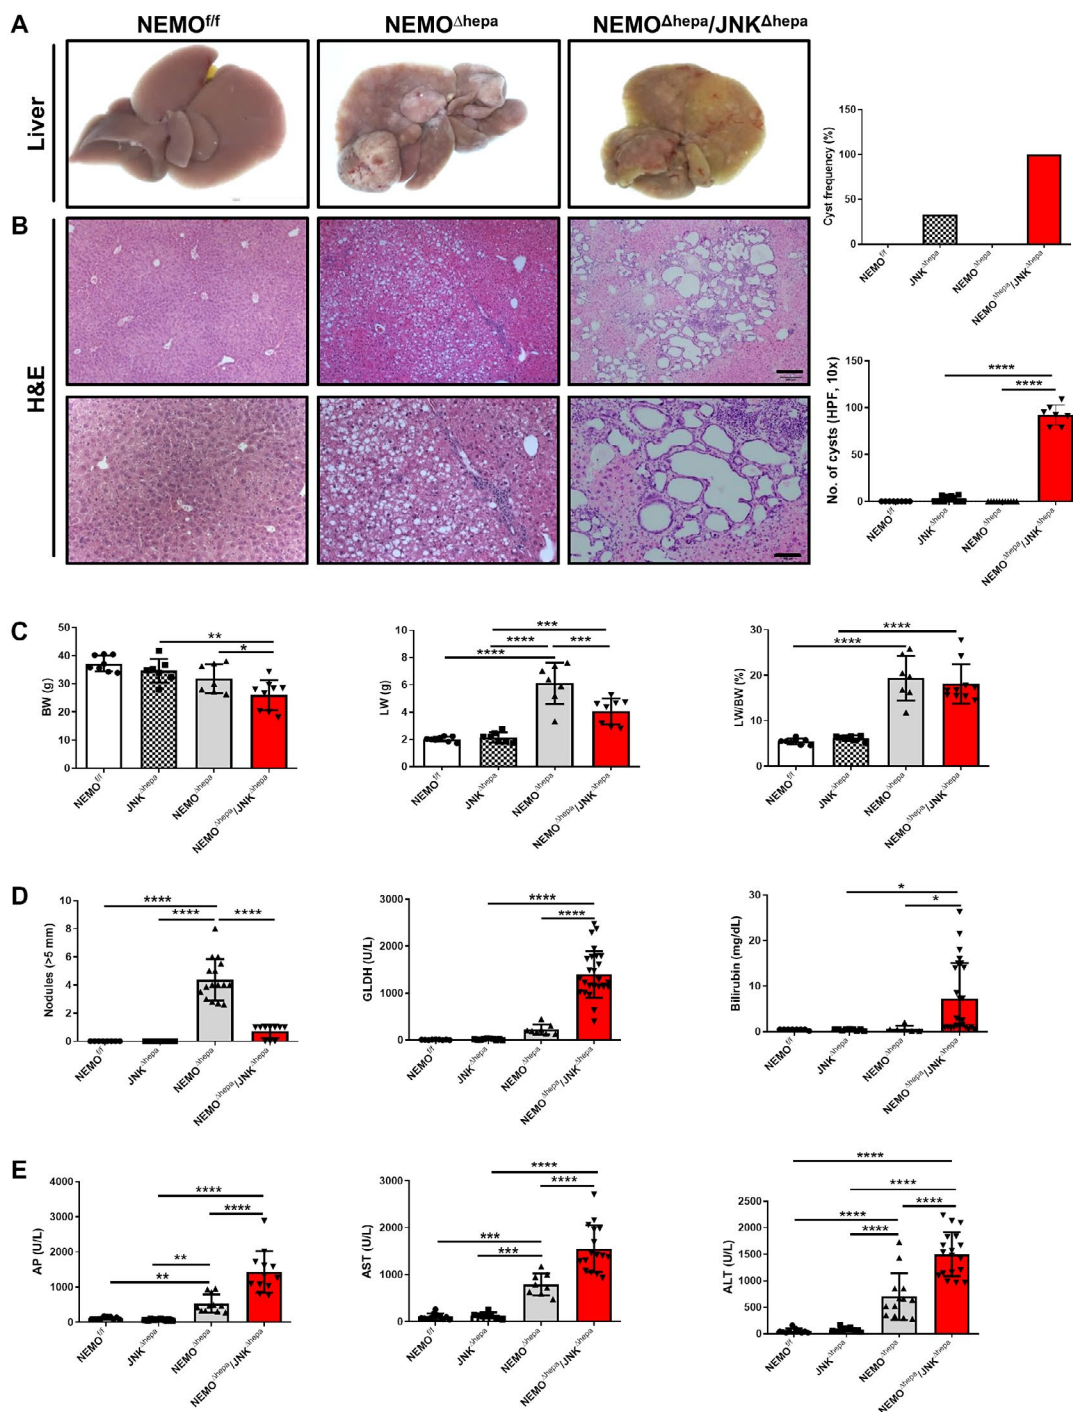 A
NEMOf/f
NEMOΔhepa
NEMOΔhepa/JNKΔhepa
Liver
Cyst frequency (%)
150
100
50
0
NEMOf/f
JNKΔhepa
NEMOΔhepa
NEMOΔhepa/JNKΔhepa
B
H&E
No. of cysts (HPF, 10x)
150
100
50
0
****
****
NEMOf/f
JNKΔhepa
NEMOΔhepa
NEMOΔhepa/JNKΔhepa
C
BW (g)
50
40
30
20
10
0
**
*
NEMOf/f
JNKΔhepa
NEMOΔhepa
NEMOΔhepa/JNKΔhepa
LW (g)
10
8
6
4
2
0
***
****
***
****
NEMOf/f
JNKΔhepa
NEMOΔhepa
NEMOΔhepa/JNKΔhepa
LW/BW (%)
30
20
10
0
****
****
NEMOf/f
JNKΔhepa
NEMOΔhepa
NEMOΔhepa/JNKΔhepa
D
Nodules (>5 mm)
10
8
6
4
2
0
****
****
****
NEMOf/f
JNKΔhepa
NEMOΔhepa
NEMOΔhepa/JNKΔhepa
GLDH (U/L)
3000
2000
1000
0
****
****
NEMOf/f
JNKΔhepa
NEMOΔhepa
NEMOΔhepa/JNKΔhepa
Bilirubin (mg/dL)
30
20
10
0
*
*
NEMOf/f
JNKΔhepa
NEMOΔhepa
NEMOΔhepa/JNKΔhepa
E
AP (U/L)
4000
3000
2000
1000
0
****
****
**
**
NEMOf/f
JNKΔhepa
NEMOΔhepa
NEMOΔhepa/JNKΔhepa
AST (U/L)
3000
2000
1000
0
****
****
***
***
NEMOf/f
JNKΔhepa
NEMOΔhepa
NEMOΔhepa/JNKΔhepa
ALT (U/L)
2500
2000
1500
1000
500
0
****
****
****
****
****
NEMOf/f
JNKΔhepa
NEMOΔhepa
NEMOΔhepa/JNKΔhepa